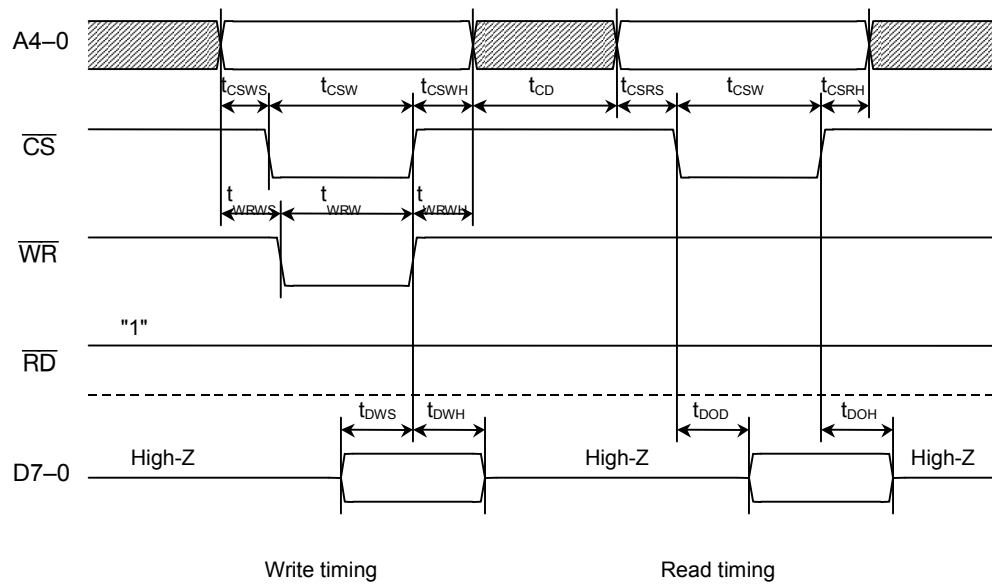 A4–0
tCSWS tCSW tCSWH tCD tCSRS tCSW tCSRH
CS
tWRWS tWRW tWRWH
WR
"1"
RD
tDWS tDWH tDOD tDOH
High-Z High-Z High-Z
D7–0
Write timing Read timing